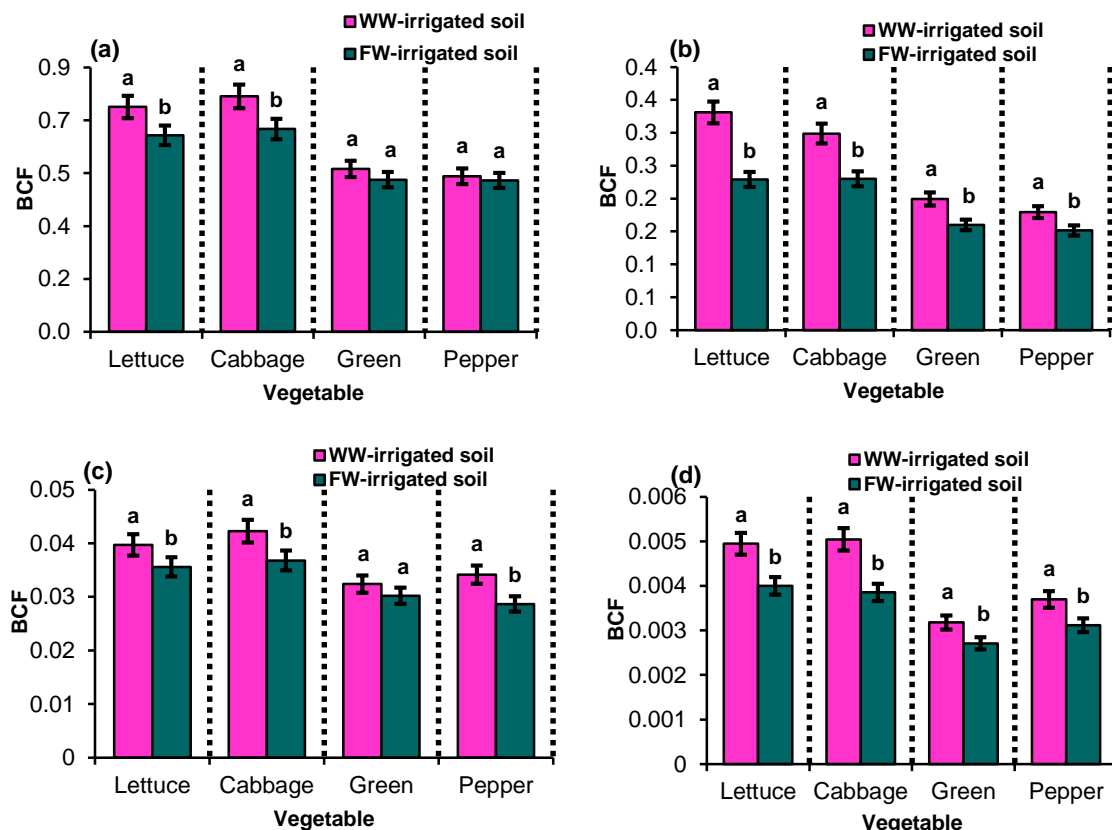 (a)
WW-irrigated soil
FW-irrigated soil
0.9
0.7
0.5
0.4
0.2
0.0
BCF
a b a b a a a a
Lettuce Cabbage Green Pepper
Vegetable
(b)
WW-irrigated soil
FW-irrigated soil
0.4
0.4
0.3
0.3
0.2
0.2
0.1
0.1
0.0
BCF
a b a b a b a b
Lettuce Cabbage Green Pepper
Vegetable
(c)
WW-irrigated soil
FW-irrigated soil
0.05
0.04
0.03
0.02
0.01
0
BCF
a b a b a a a b
Lettuce Cabbage Green Pepper
Vegetable
(d)
WW-irrigated soil
FW-irrigated soil
0.006
0.005
0.004
0.003
0.002
0.001
0
BCF
a b a b a b a b
Lettuce Cabbage Green Pepper
Vegetable